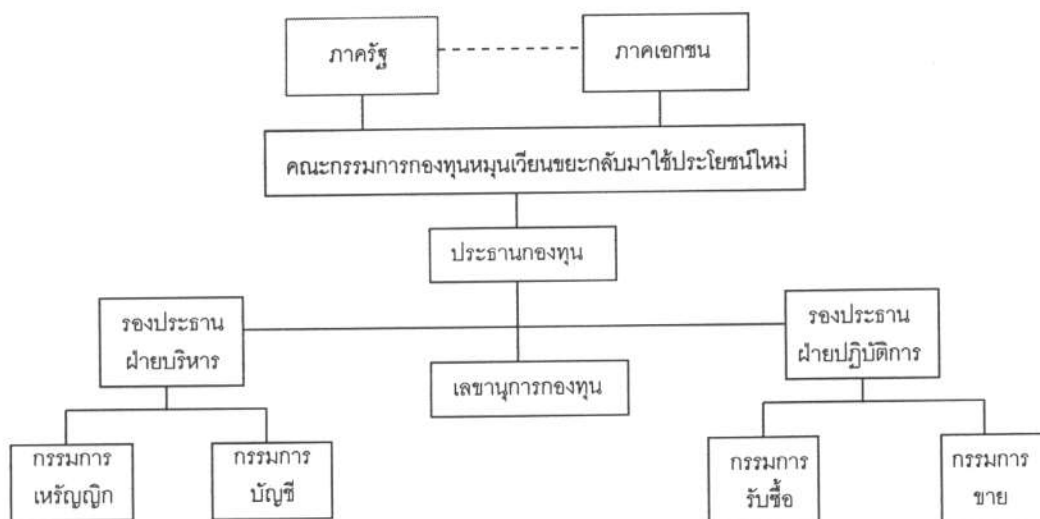 ภาครัฐ
ภาคเอกชน
คณะกรรมการกองทุนหมุนเวียนขยะกลับมาใช้ประโยชน์ใหม่
ประธานกองทุน
รองประธาน
ฝ่ายบริหาร
รองประธาน
ฝ่ายปฏิบัติการ
เลขานุการกองทุน
กรรมการ
เหรัญญิก
กรรมการ
บัญชี
กรรมการ
รับซื้อ
กรรมการ
ขาย